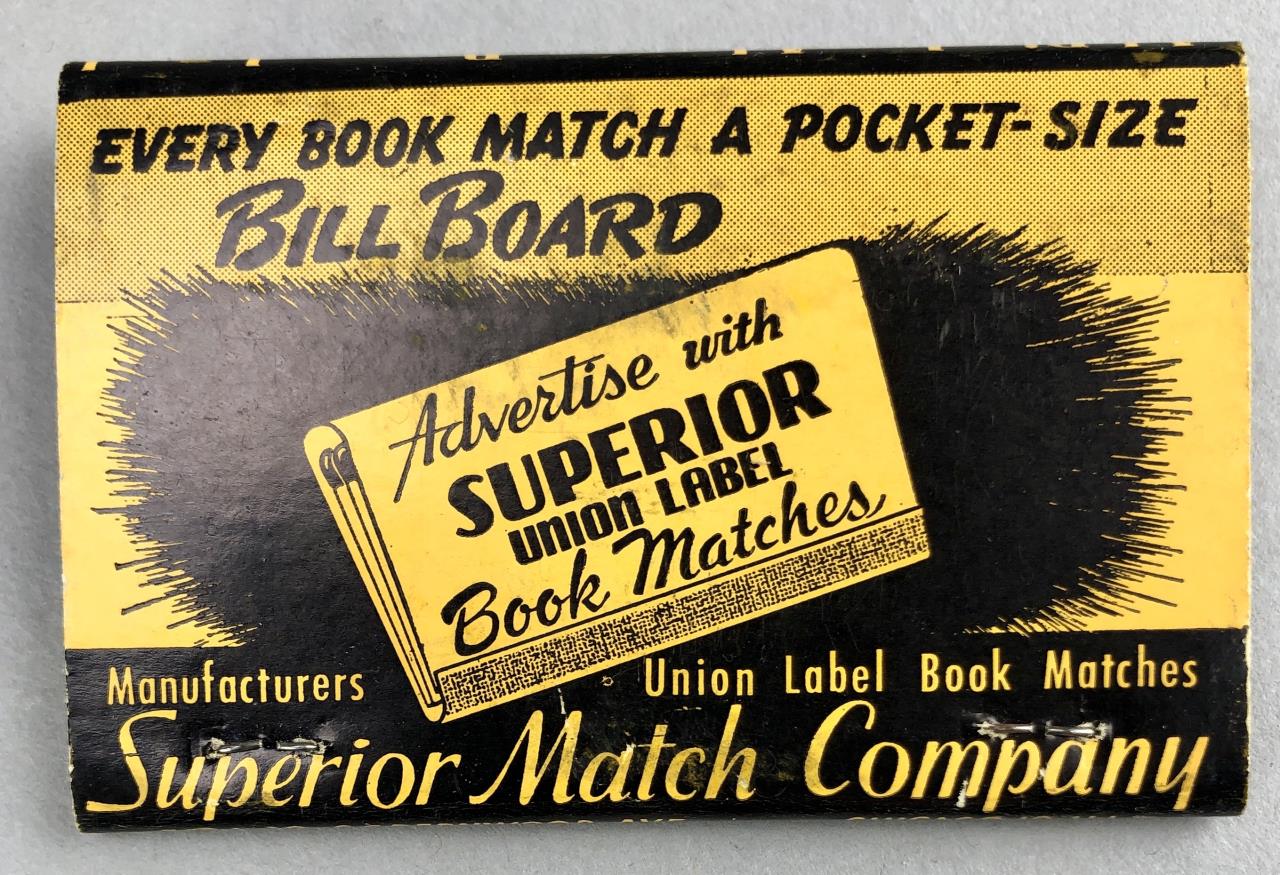 EVERY BOOK MATCH A POCKET-SIZE
BILL BOARD
Advertise with
SUPERIOR
UNION LABEL
Book Matches
Manufacturers
Union Label Book Matches
Superior Match Company